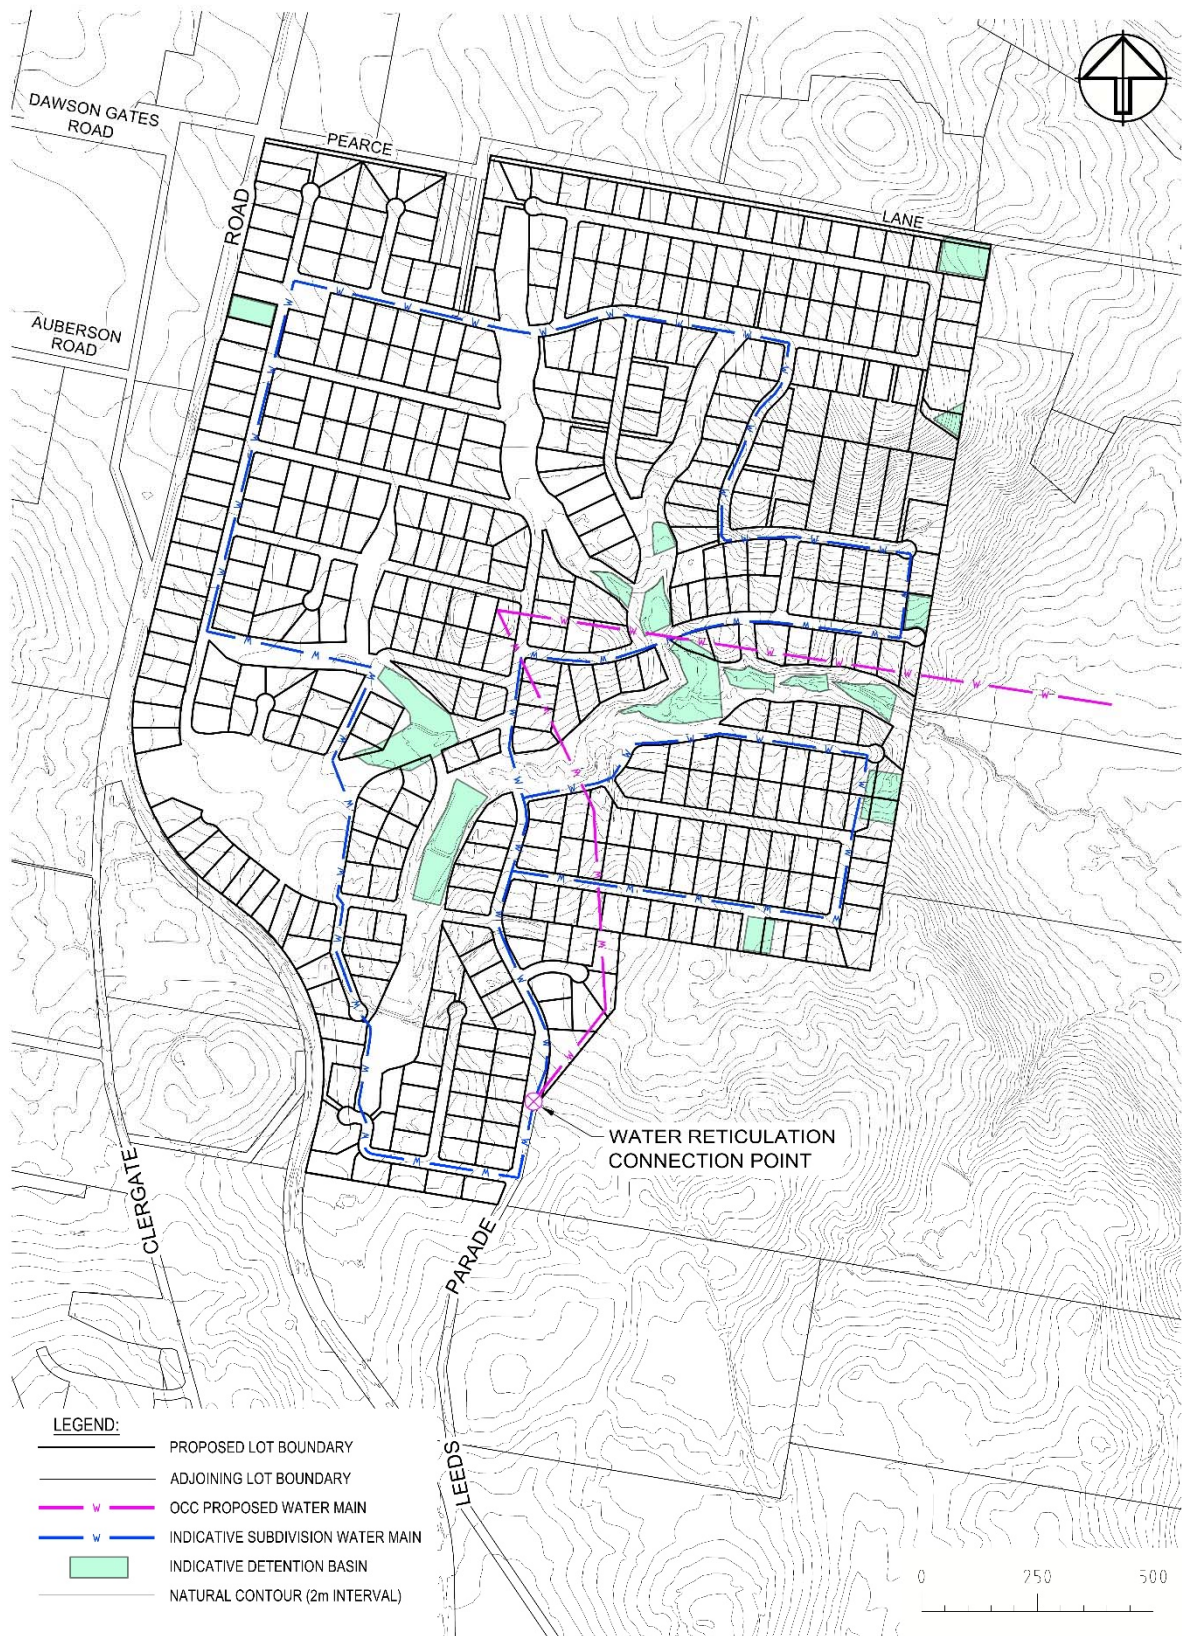 DAWSON GATES
ROAD
PEARCE
ROAD
LANE
AUBERSON
ROAD
WATER RETICULATION
CONNECTION POINT
CLERGATE
PARADE
LEEDS
LEGEND:
PROPOSED LOT BOUNDARY
ADJOINING LOT BOUNDARY
W OCC PROPOSED WATER MAIN
W INDICATIVE SUBDIVISION WATER MAIN
INDICATIVE DETENTION BASIN
NATURAL CONTOUR (2m INTERVAL)
0 250 500